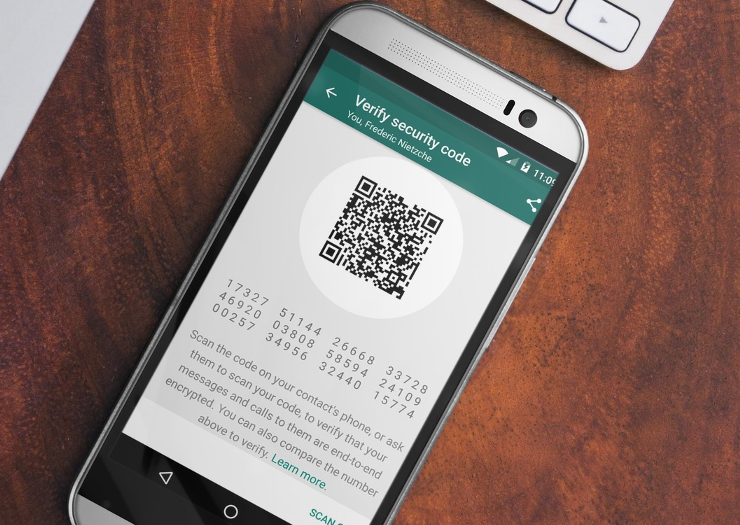 11:09
Verify security code
You, Frederic Nietzche
17327 51144 26668 33728
46920 03808 58594 24109
00257 34956 32440 15774
Scan the code on your contact's phone, or ask
them to scan your code, to verify that your
messages and calls to them are end-to-end
encrypted. You can also compare the number
above to verify. Learn more.
SCAN